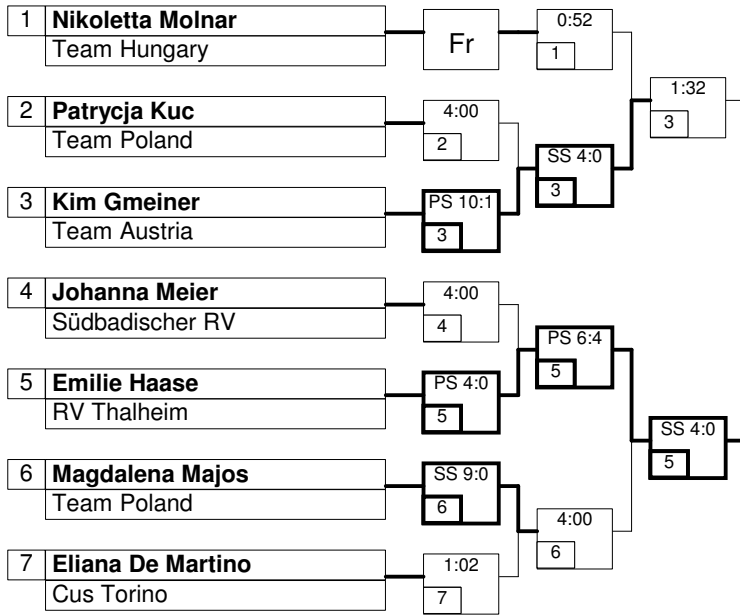 1 Nikoletta Molnar
Team Hungary
Fr
0:52
1
1:32
3
2 Patrycja Kuc
Team Poland
4:00
2
SS 4:0
3
3 Kim Gmeiner
Team Austria
PS 10:1
3
4 Johanna Meier
Südbadischer RV
4:00
4
PS 6:4
5
5 Emilie Haase
RV Thalheim
PS 4:0
5
SS 4:0
5
6 Magdalena Majos
Team Poland
SS 9:0
6
4:00
6
7 Eliana De Martino
Cus Torino
1:02
7